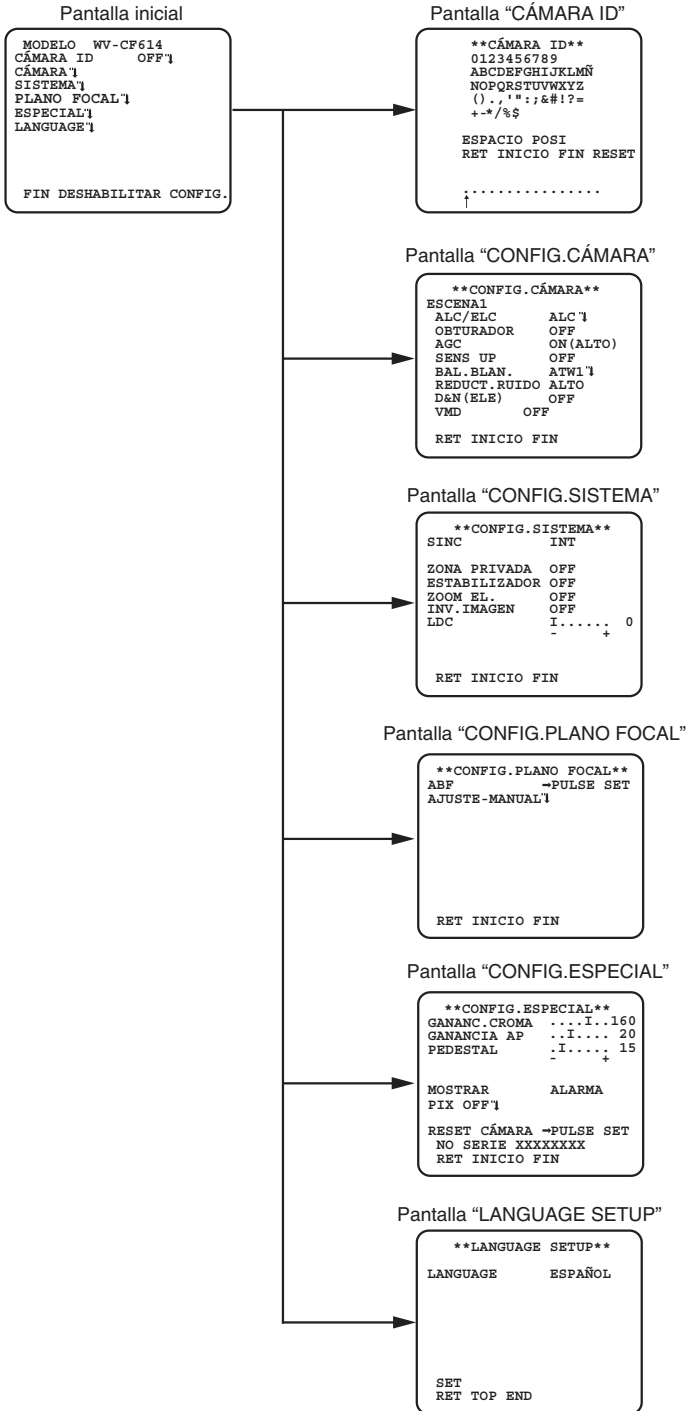 Pantalla inicial
MODELO WV-CF614
CÁMARA ID OFF
CÁMARA
SISTEMA
PLANO FOCAL
ESPECIAL
LANGUAGE
FIN DESHABILITAR CONFIG.
Pantalla “CÁMARA ID”
**CÁMARA ID**
0123456789
ABCDEFGHIJKLMÑ
NOPQRSTUVWXYZ
().,'":;&#!?=
+-*/%$
ESPACIO POSI
RET INICIO FIN RESET
................
↑
Pantalla “CONFIG.CÁMARA”
**CONFIG.CÁMARA**
ESCENA1
ALC/ELC ALC
OBTURADOR OFF
AGC ON(ALTO)
SENS UP OFF
BAL.BLAN. ATW1
REDUCT.RUIDO ALTO
D&N(ELE) OFF
VMD OFF
RET INICIO FIN
Pantalla “CONFIG.SISTEMA”
**CONFIG.SISTEMA**
SINC INT
ZONA PRIVADA OFF
ESTABILIZADOR OFF
ZOOM EL. OFF
INV.IMAGEN OFF
LDC I...... 0
- +
RET INICIO FIN
Pantalla “CONFIG.PLANO FOCAL”
**CONFIG.PLANO FOCAL**
ABF →PULSE SET
AJUSTE-MANUAL
RET INICIO FIN
Pantalla “CONFIG.ESPECIAL”
**CONFIG.ESPECIAL**
GANANC.CROMA ....I..160
GANANCIA AP ..I.... 20
PEDESTAL .I..... 15
- +
MOSTRAR ALARMA
PIX OFF
RESET CÁMARA →PULSE SET
NO SERIE XXXXXXXX
RET INICIO FIN
Pantalla “LANGUAGE SETUP”
**LANGUAGE SETUP**
LANGUAGE ESPAÑOL
SET
RET TOP END